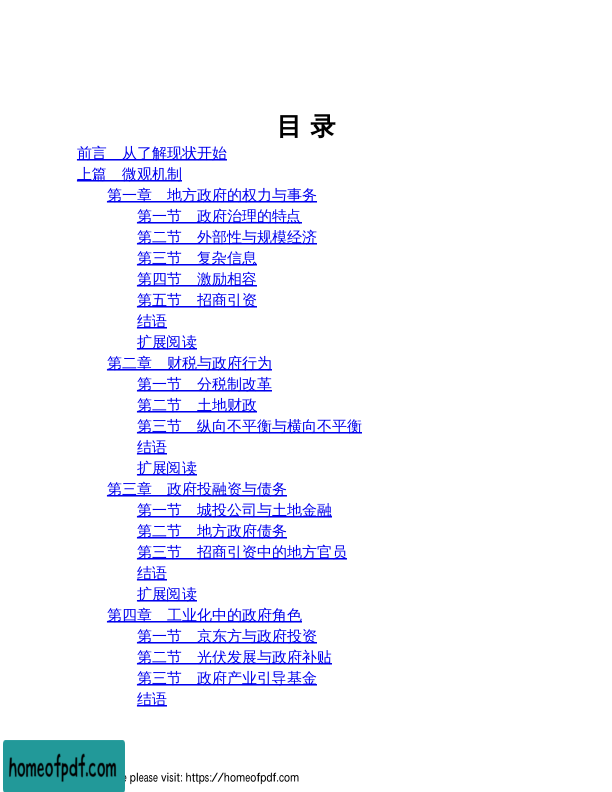 目 录
前言　从了解现状开始
上篇　微观机制
第一章　地方政府的权力与事务
第一节　政府治理的特点
第二节　外部性与规模经济
第三节　复杂信息
第四节　激励相容
第五节　招商引资
结语
扩展阅读
第二章　财税与政府行为
第一节　分税制改革
第二节　土地财政
第三节　纵向不平衡与横向不平衡
结语
扩展阅读
第三章　政府投融资与债务
第一节　城投公司与土地金融
第二节　地方政府债务
第三节　招商引资中的地方官员
结语
扩展阅读
第四章　工业化中的政府角色
第一节　京东方与政府投资
第二节　光伏发展与政府补贴
第三节　政府产业引导基金
结语
homeofpdf.com
please visit: https://homeofpdf.com